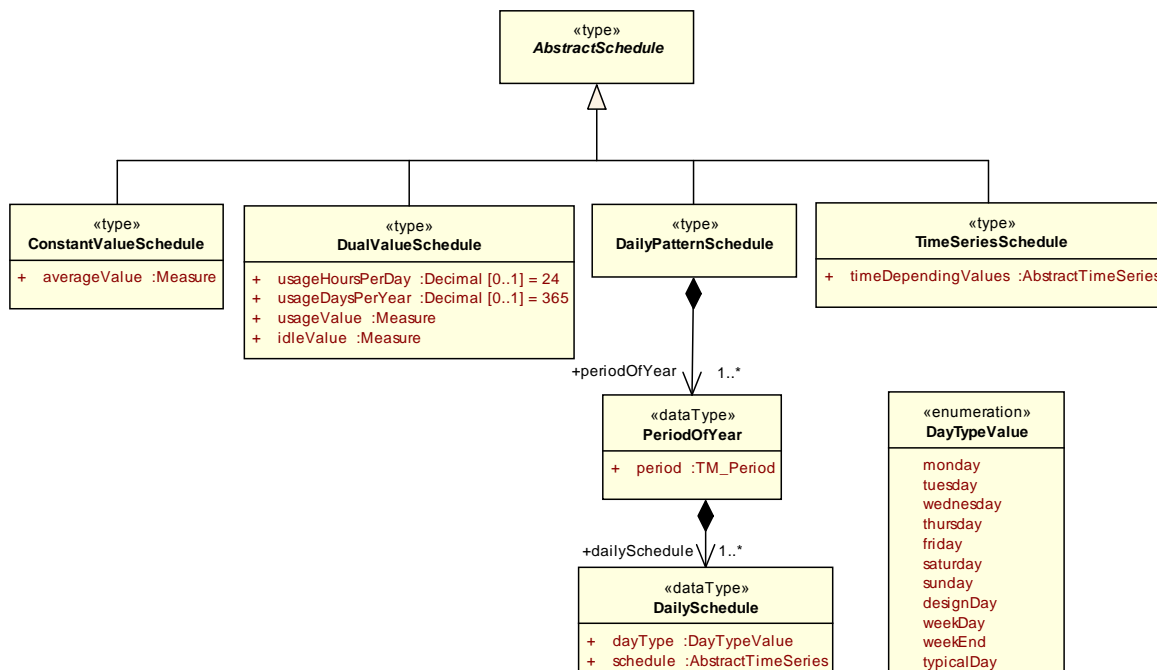 «type»
AbstractSchedule
«type»
ConstantValueSchedule
+ averageValue :Measure
«type»
DualValueSchedule
+ usageHoursPerDay :Decimal [0..1] = 24
+ usageDaysPerYear :Decimal [0..1] = 365
+ usageValue :Measure
+ idleValue :Measure
«type»
DailyPatternSchedule
«type»
TimeSeriesSchedule
+ timeDependingValues :AbstractTimeSeries
+periodOfYear 1..*
«dataType»
PeriodOfYear
+ period :TM_Period
+dailySchedule 1..*
«dataType»
DailySchedule
+ dayType :DayTypeValue
+ schedule :AbstractTimeSeries
«enumeration»
DayTypeValue
monday
tuesday
wednesday
thursday
friday
saturday
sunday
designDay
weekDay
weekEnd
typicalDay